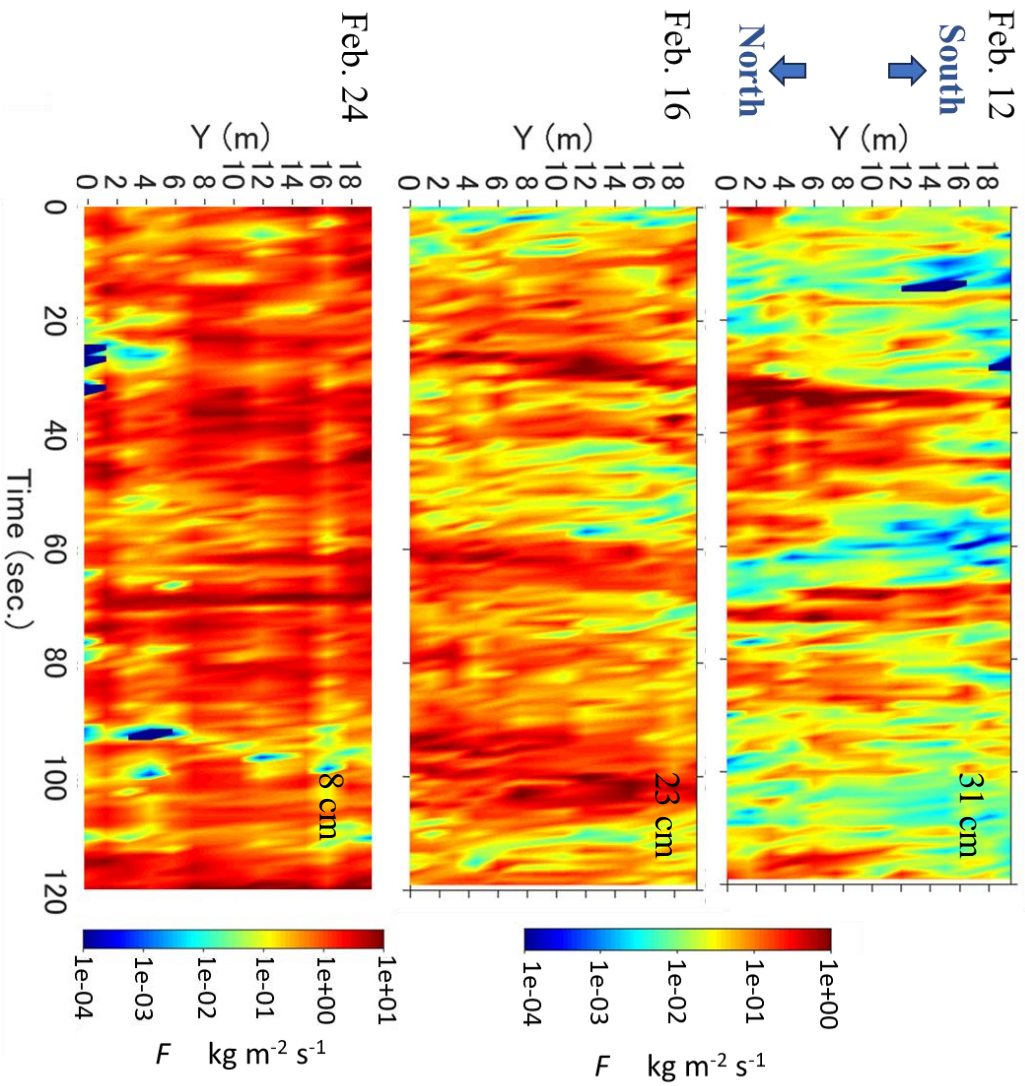 Feb. 12
South
North
Y (m)
0 2 4 6 8 10 12 14 16 18
31 cm
Feb. 16
Y (m)
0 2 4 6 8 10 12 14 16 18
23 cm
1e-04 1e-03 1e-02 1e-01 1e+00
F kg m⁻² s⁻¹
Feb. 24
Y (m)
0 2 4 6 8 10 12 14 16 18
8 cm
0 20 40 60 80 100 120
Time (sec.)
1e-04 1e-03 1e-02 1e-01 1e+00 1e+01
F kg m⁻² s⁻¹